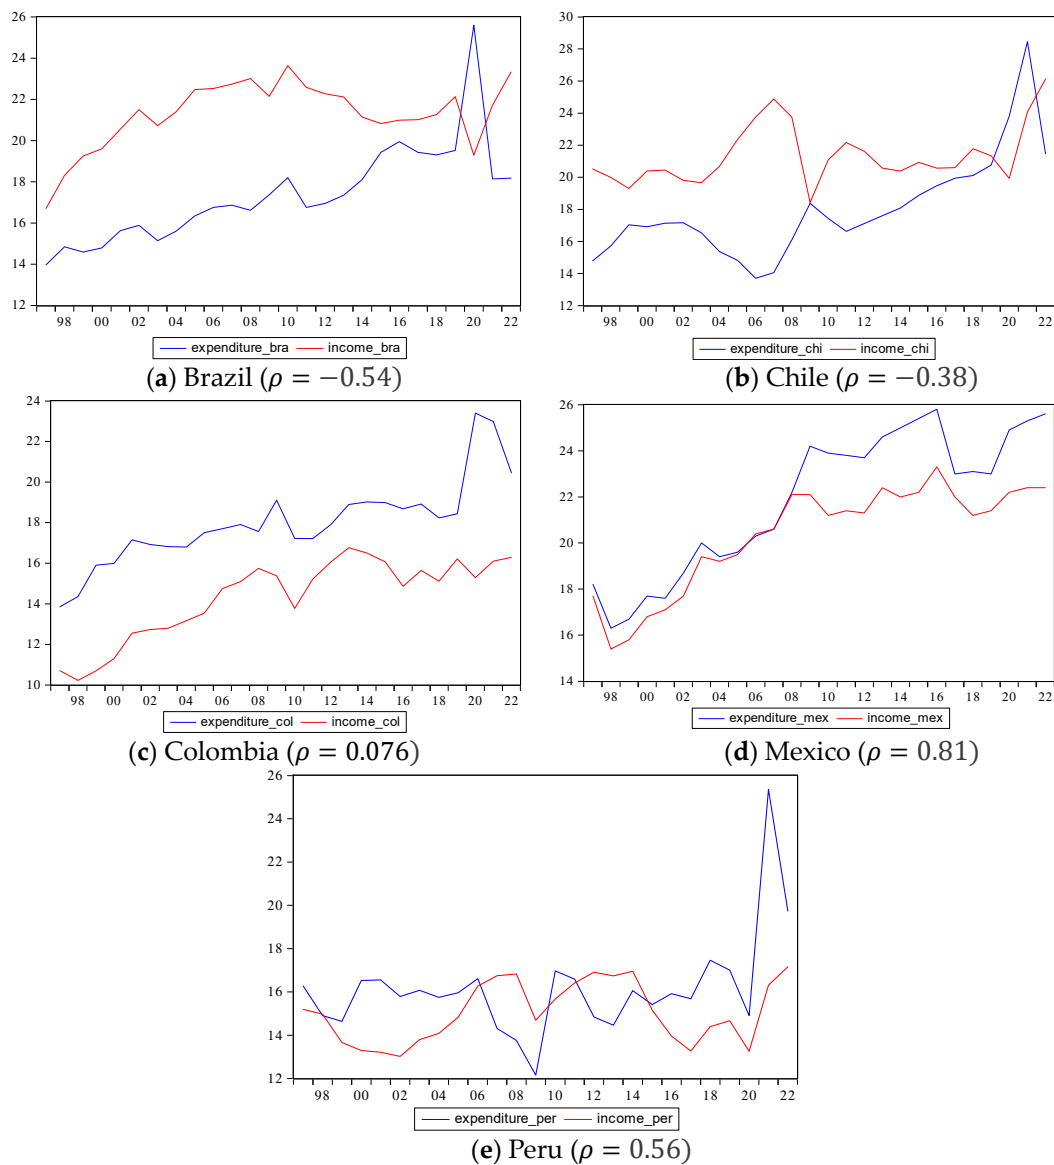 26
24
22
20
18
16
14
12
98 00 02 04 06 08 10 12 14 16 18 20 22
expenditure_bra income_bra
(a) Brazil (ρ = −0.54)
30
28
26
24
22
20
18
16
14
12
98 00 02 04 06 08 10 12 14 16 18 20 22
expenditure_chi income_chi
(b) Chile (ρ = −0.38)
24
22
20
18
16
14
12
10
98 00 02 04 06 08 10 12 14 16 18 20 22
expenditure_col income_col
(c) Colombia (ρ = 0.076)
26
24
22
20
18
16
14
98 00 02 04 06 08 10 12 14 16 18 20 22
expenditure_mex income_mex
(d) Mexico (ρ = 0.81)
26
24
22
20
18
16
14
12
98 00 02 04 06 08 10 12 14 16 18 20 22
expenditure_per income_per
(e) Peru (ρ = 0.56)